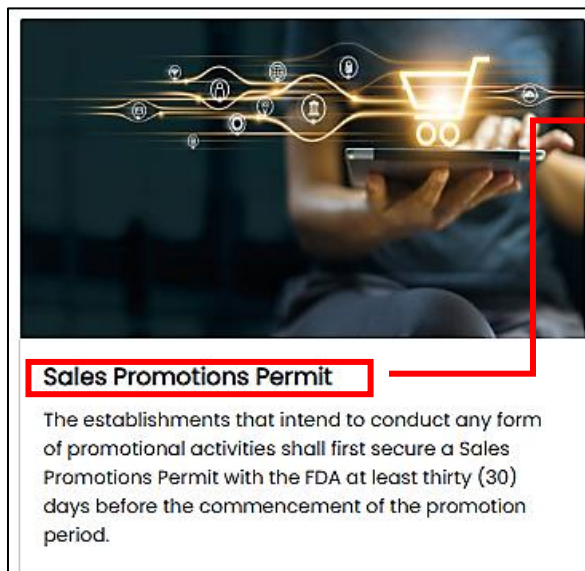 Sales Promotions Permit
The establishments that intend to conduct any form
of promotional activities shall first secure a Sales
Promotions Permit with the FDA at least thirty (30)
days before the commencement of the promotion
period.